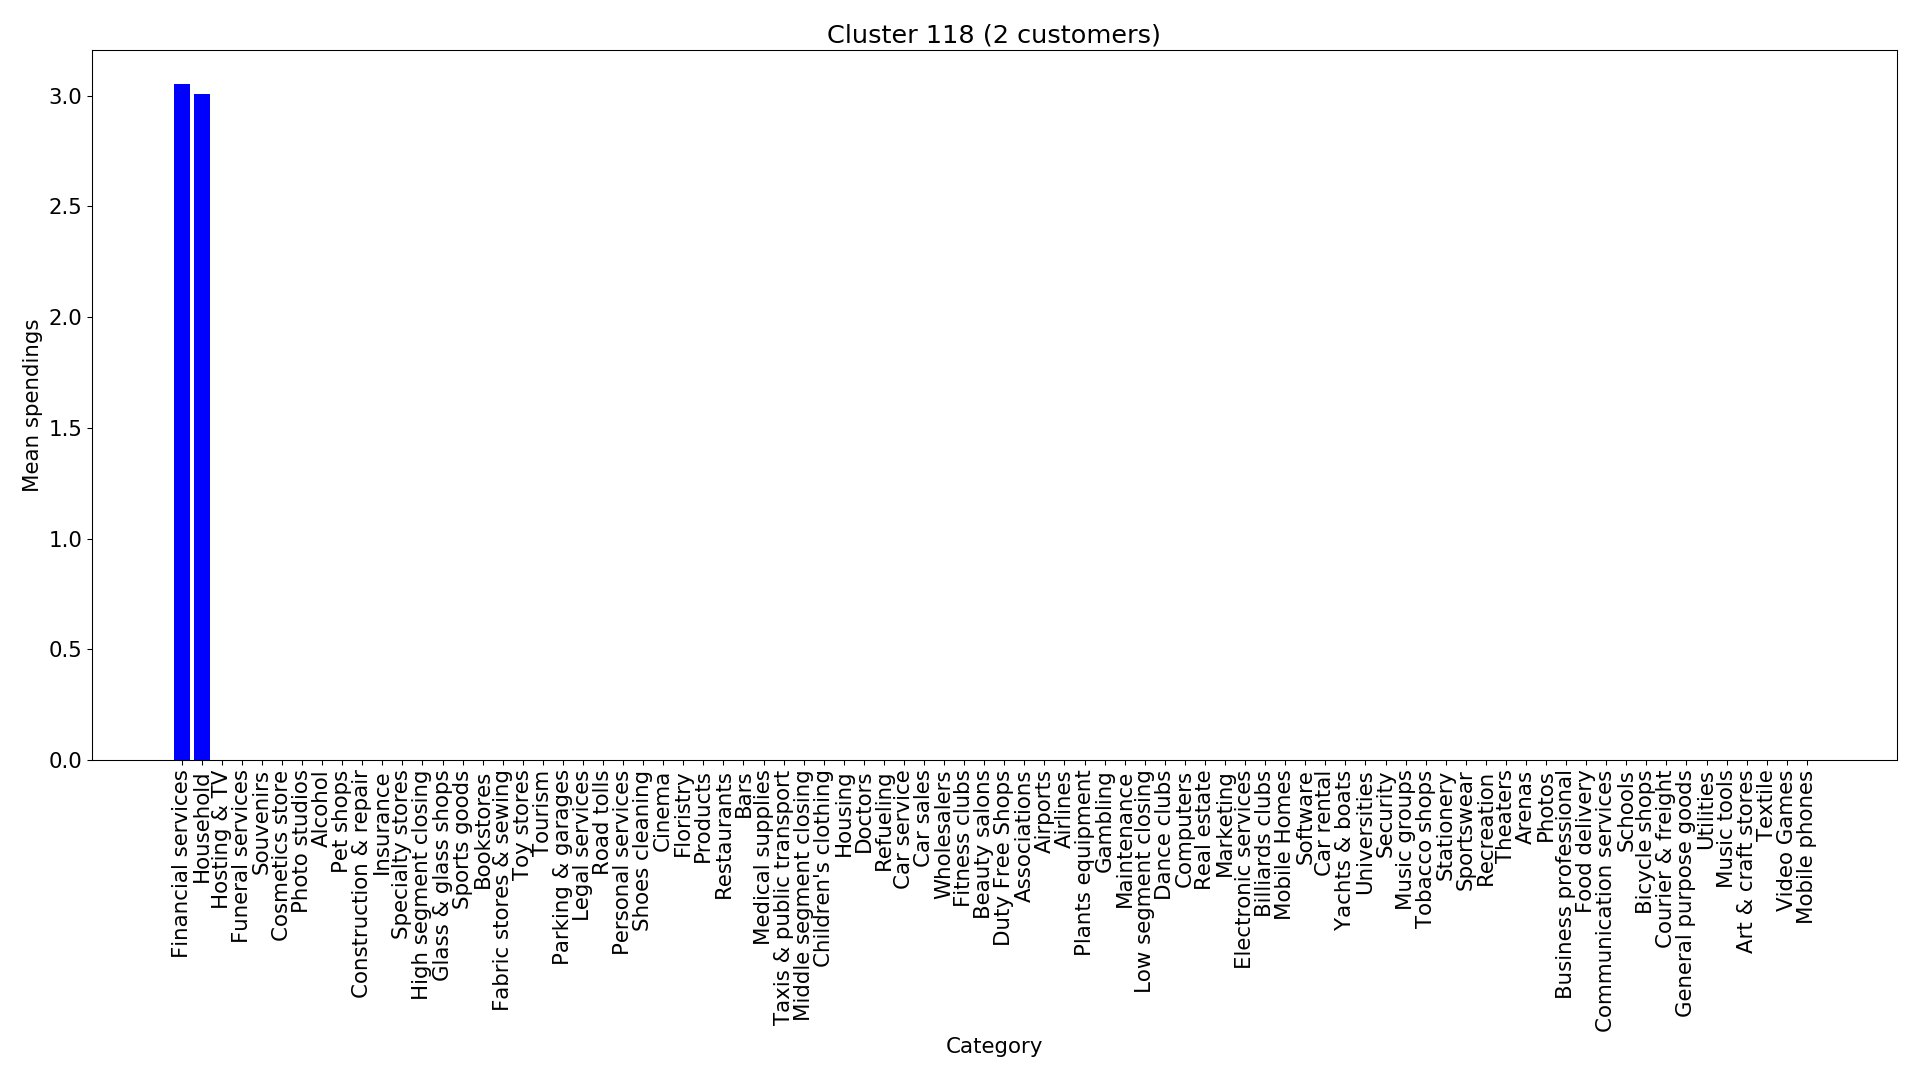 Cluster 118 (2 customers)
3.0
2.5
2.0
1.5
1.0
0.5
0.0
Mean spendings
Financial services
Household
Hosting & TV
Funeral services
Souvenirs
Cosmetics store
Photo studios
Alcohol
Pet shops
Construction & repair
Insurance
Specialty stores
High segment closing
Glass & glass shops
Sports goods
Bookstores
Fabric stores & sewing
Toy stores
Tourism
Parking & garages
Legal services
Road tolls
Personal services
Shoes cleaning
Cinema
Floristry
Products
Restaurants
Bars
Medical supplies
Taxis & public transport
Middle segment closing
Children's clothing
Housing
Doctors
Refueling
Car service
Car sales
Wholesalers
Fitness clubs
Beauty salons
Duty Free Shops
Associations
Airports
Airlines
Plants equipment
Gambling
Maintenance
Low segment closing
Dance clubs
Computers
Real estate
Marketing
Electronic services
Billiards clubs
Mobile Homes
Software
Car rental
Yachts & boats
Universities
Security
Music groups
Tobacco shops
Stationery
Sportswear
Recreation
Theaters
Arenas
Photos
Business professional
Food delivery
Communication services
Schools
Bicycle shops
Courier & freight
General purpose goods
Utilities
Music tools
Art & craft stores
Textile
Video Games
Mobile phones
Category